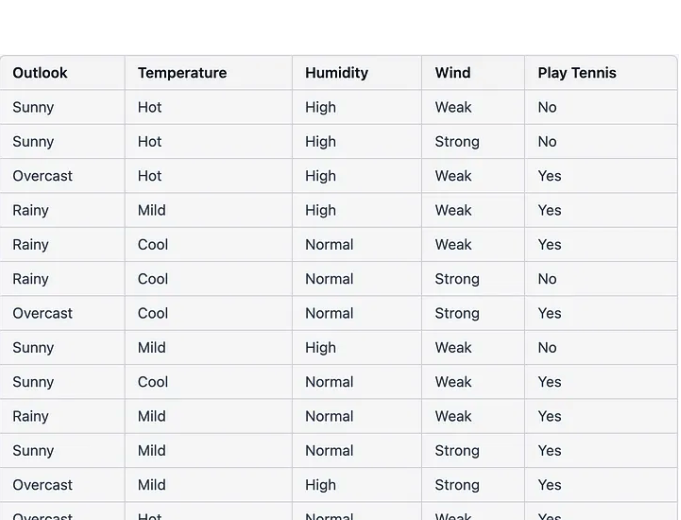 Outlook Temperature Humidity Wind Play Tennis
Sunny Hot High Weak No
Sunny Hot High Strong No
Overcast Hot High Weak Yes
Rainy Mild High Weak Yes
Rainy Cool Normal Weak Yes
Rainy Cool Normal Strong No
Overcast Cool Normal Strong Yes
Sunny Mild High Weak No
Sunny Cool Normal Weak Yes
Rainy Mild Normal Weak Yes
Sunny Mild Normal Strong Yes
Overcast Mild High Strong Yes
Overcast Hot Normal Weak Yes